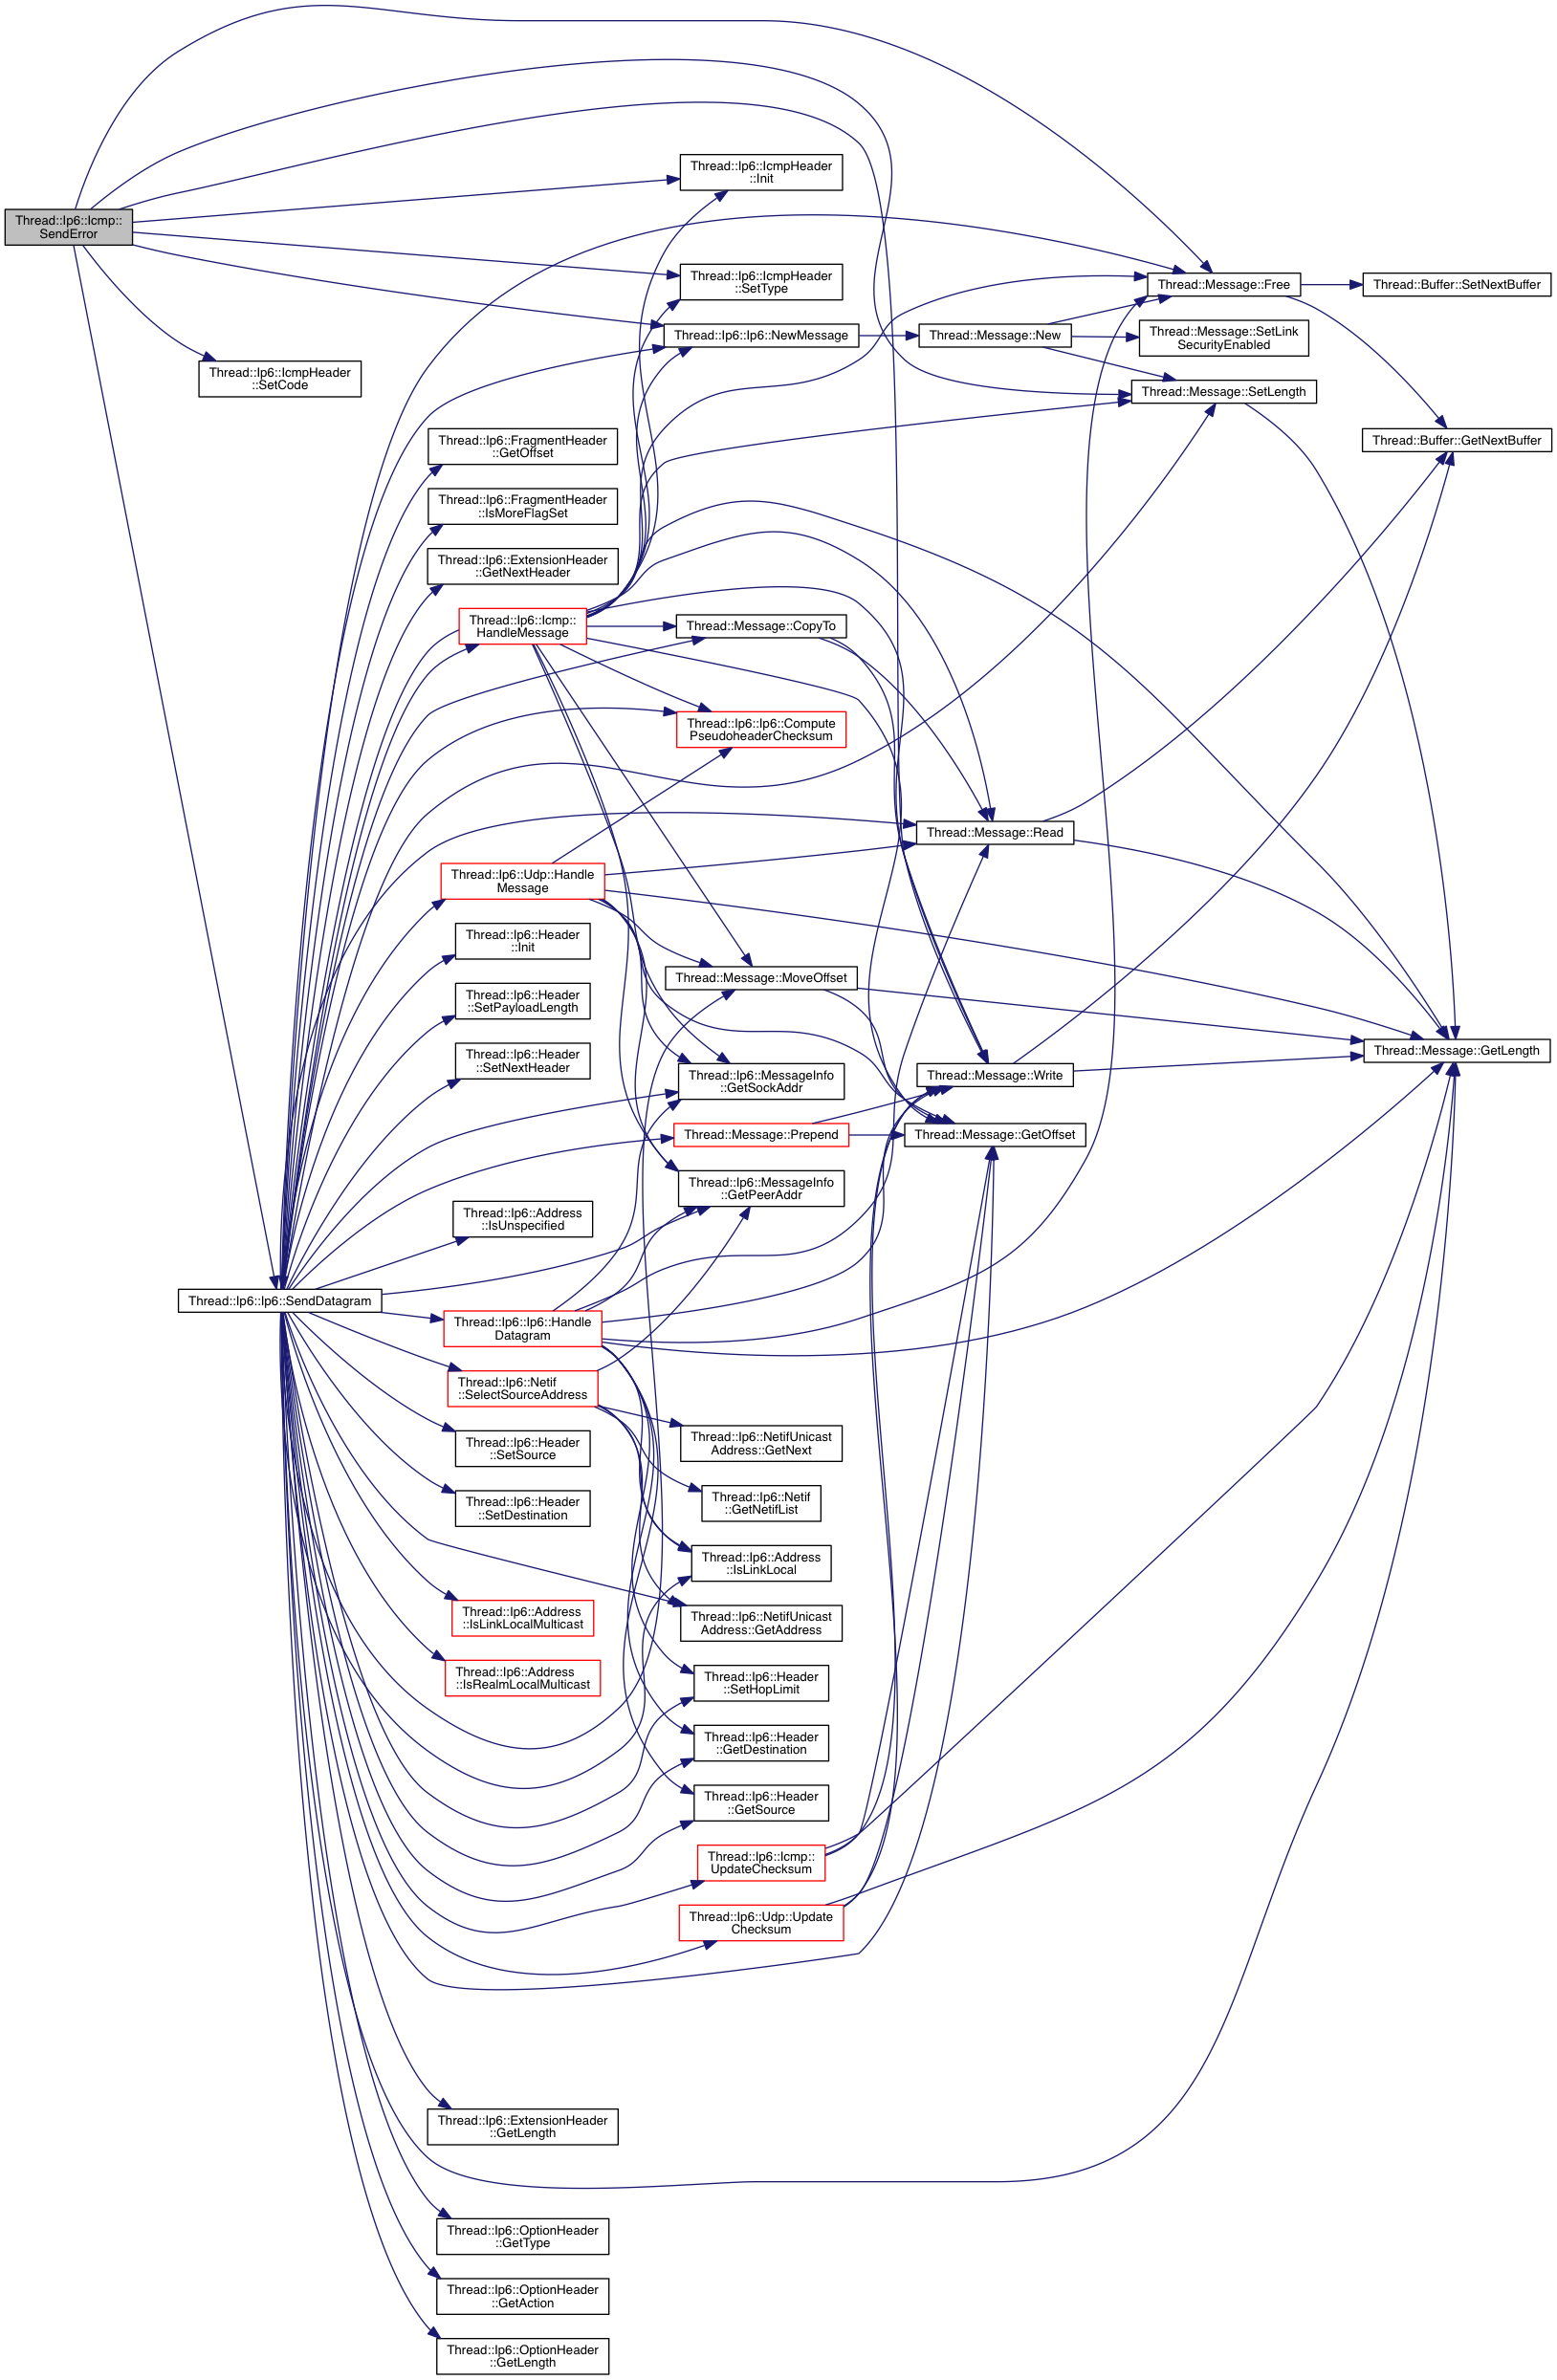 Thread::Ip6::Icmp::
SendError
Thread::Ip6::IcmpHeader
::SetCode
Thread::Ip6::Ip6::SendDatagram
Thread::Ip6::FragmentHeader
::GetOffset
Thread::Ip6::FragmentHeader
::IsMoreFlagSet
Thread::Ip6::ExtensionHeader
::GetNextHeader
Thread::Ip6::Icmp::
HandleMessage
Thread::Ip6::Udp::Handle
Message
Thread::Ip6::Header
::Init
Thread::Ip6::Header
::SetPayloadLength
Thread::Ip6::Header
::SetNextHeader
Thread::Ip6::Address
::IsUnspecified
Thread::Ip6::Ip6::Handle
Datagram
Thread::Ip6::Netif
::SelectSourceAddress
Thread::Ip6::Header
::SetSource
Thread::Ip6::Header
::SetDestination
Thread::Ip6::Address
::IsLinkLocalMulticast
Thread::Ip6::Address
::IsRealmLocalMulticast
Thread::Ip6::ExtensionHeader
::GetLength
Thread::Ip6::OptionHeader
::GetType
Thread::Ip6::OptionHeader
::GetAction
Thread::Ip6::OptionHeader
::GetLength
Thread::Ip6::IcmpHeader
::Init
Thread::Ip6::IcmpHeader
::SetType
Thread::Ip6::Ip6::NewMessage
Thread::Message::CopyTo
Thread::Ip6::Ip6::Compute
PseudoheaderChecksum
Thread::Message::MoveOffset
Thread::Ip6::MessageInfo
::GetSockAddr
Thread::Message::Prepend
Thread::Ip6::MessageInfo
::GetPeerAddr
Thread::Ip6::NetifUnicast
Address::GetNext
Thread::Ip6::Netif
::GetNetifList
Thread::Ip6::Address
::IsLinkLocal
Thread::Ip6::NetifUnicast
Address::GetAddress
Thread::Ip6::Header
::SetHopLimit
Thread::Ip6::Header
::GetDestination
Thread::Ip6::Header
::GetSource
Thread::Ip6::Icmp::
UpdateChecksum
Thread::Ip6::Udp::Update
Checksum
Thread::Message::New
Thread::Message::Read
Thread::Message::Write
Thread::Message::GetOffset
Thread::Message::Free
Thread::Message::SetLink
SecurityEnabled
Thread::Message::SetLength
Thread::Buffer::SetNextBuffer
Thread::Buffer::GetNextBuffer
Thread::Message::GetLength